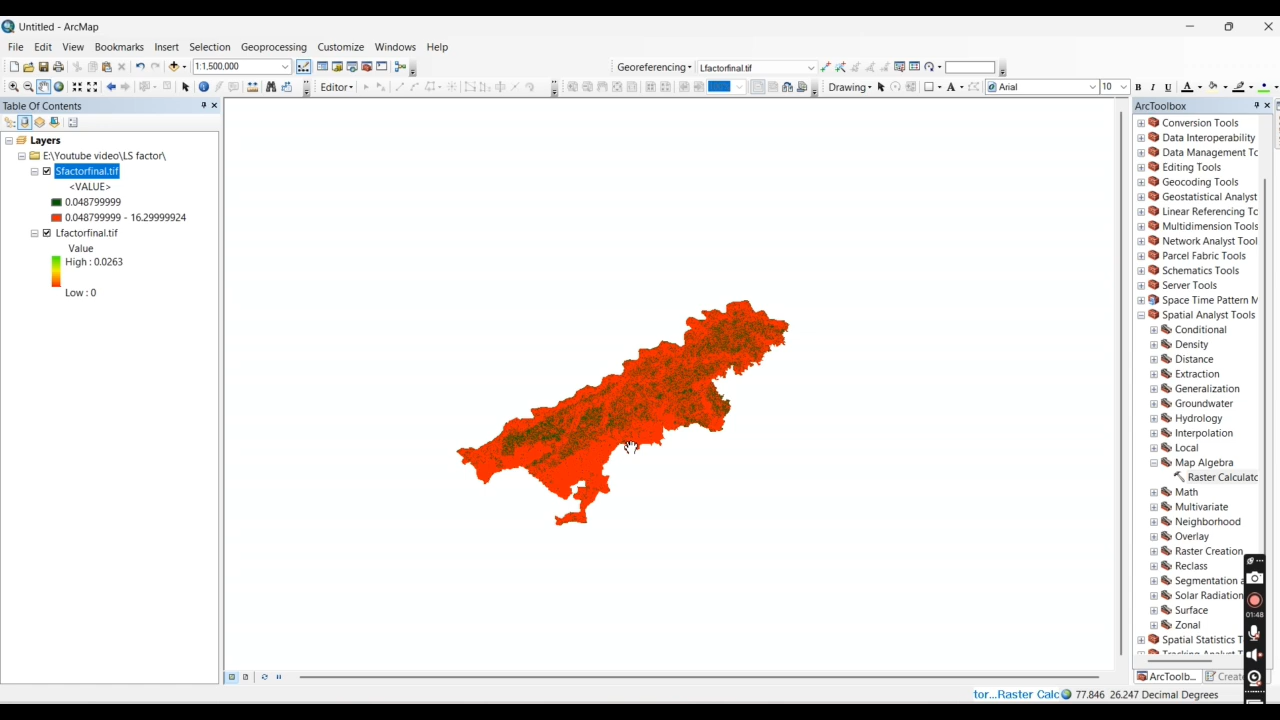 Untitled - ArcMap
File Edit View Bookmarks Insert Selection Geoprocessing Customize Windows Help
1:1,500,000 Georeferencing Lfactorfinal.tif
Editor Drawing Arial 10 B I U A
Table Of Contents
ArcToolbox
Layers
E:\Youtube video\LS factor\
Sfactorfinal.tif
<VALUE>
0.048799999
0.048799999 - 16.29999924
Lfactorfinal.tif
Value
High : 0.0263
Low : 0
Conversion Tools
Data Interoperability
Data Management To
Editing Tools
Geocoding Tools
Geostatistical Analyst
Linear Referencing To
Multidimension Tools
Network Analyst Tool
Parcel Fabric Tools
Schematics Tools
Server Tools
Space Time Pattern M
Spatial Analyst Tools
Conditional
Density
Distance
Extraction
Generalization
Groundwater
Hydrology
Interpolation
Local
Map Algebra
Raster Calculato
Math
Multivariate
Neighborhood
Overlay
Raster Creation
Reclass
Segmentation a
Solar Radiation
Surface
Zonal
Spatial Statistics T
Tracking Analyst T
01:48
ArcToolb... Create
tor...Raster Calc 77.846 26.247 Decimal Degrees